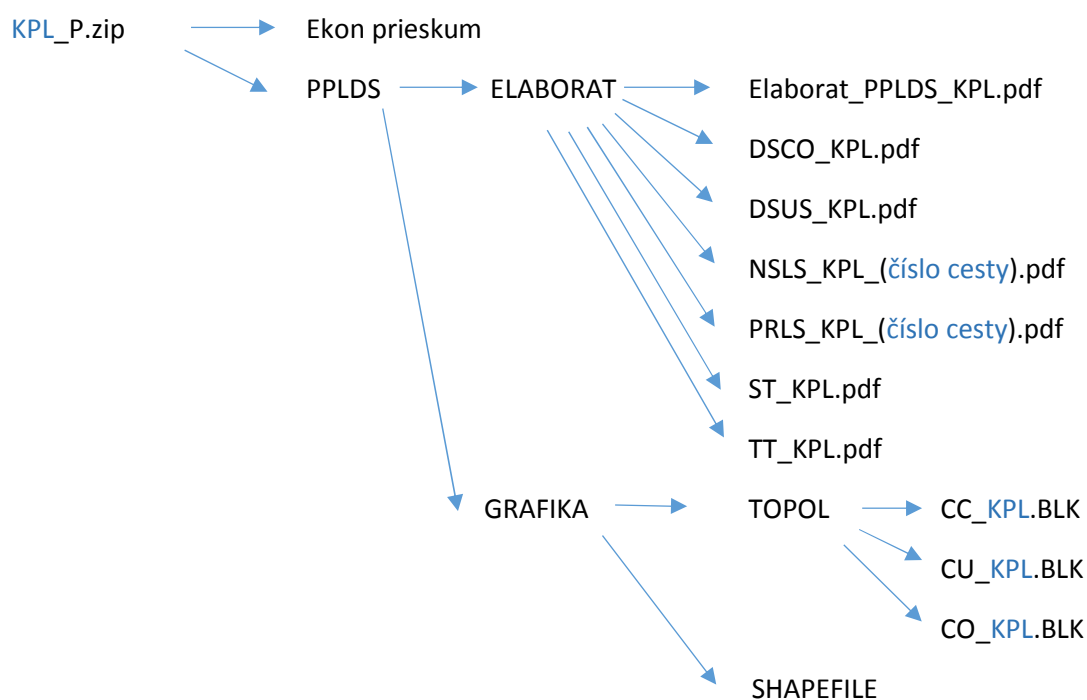 KPL_P.zip Ekon prieskum
PPLDS ELABORAT Elaborat_PPLDS_KPL.pdf
DSCO_KPL.pdf
DSUS_KPL.pdf
NSLS_KPL_(číslo cesty).pdf
PRLS_KPL_(číslo cesty).pdf
ST_KPL.pdf
TT_KPL.pdf
GRAFIKA TOPOL CC_KPL.BLK
CU_KPL.BLK
CO_KPL.BLK
SHAPEFILE